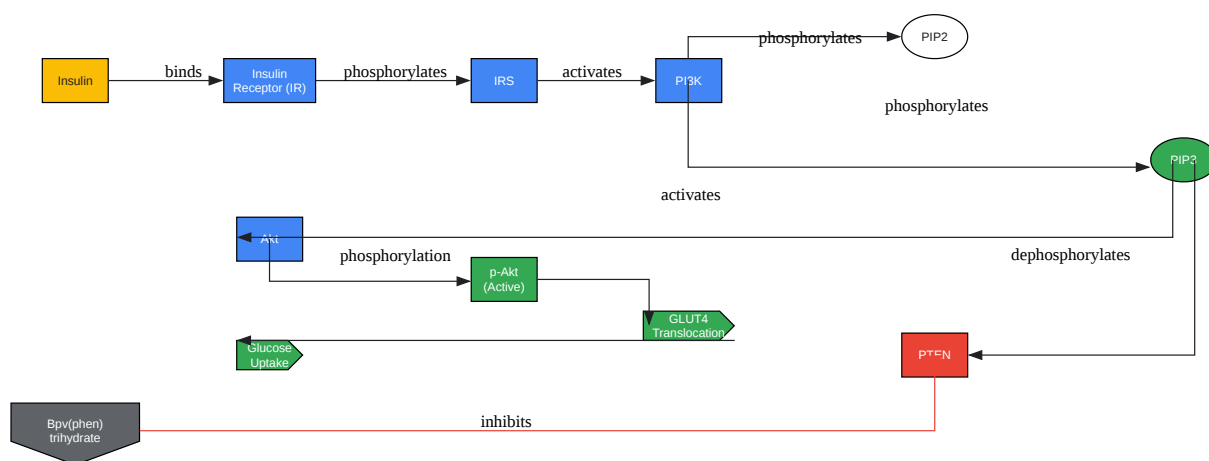 phosphorylates
PIP2
Insulin
binds
Insulin
Receptor (IR)
phosphorylates
IRS
activates
PI3K
phosphorylates
PIP3
activates
Akt
phosphorylation
dephosphorylates
p-Akt
(Active)
GLUT4
Translocation
Glucose
Uptake
PTEN
Bpv(phen)
trihydrate
inhibits